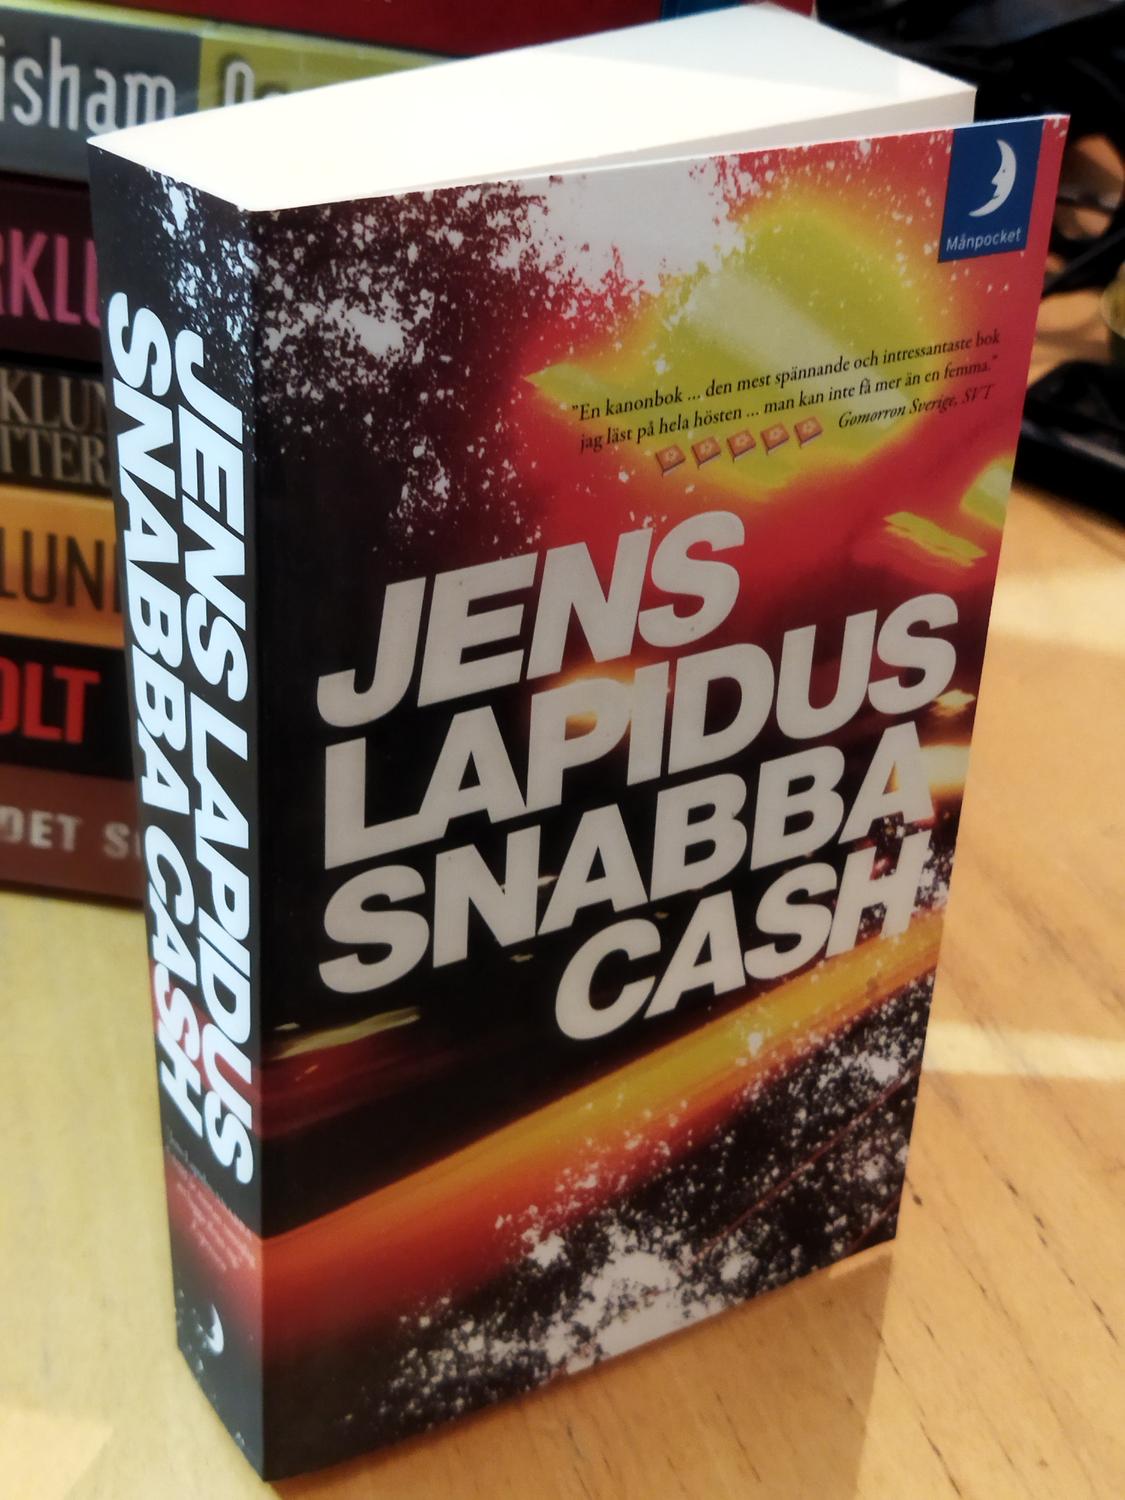 Månpocket
”En kanonbok ... den mest spännande och intressantaste bok
jag läst på hela hösten ... man kan inte få mer än en femma.”
Gomorron Sverige, SVT
JENS
LAPIDUS
SNABBA
CASH
JENS LAPIDUS
SNABBA CASH
isham
RKLU
KLUN
TTER
LUND
OLT
DET S